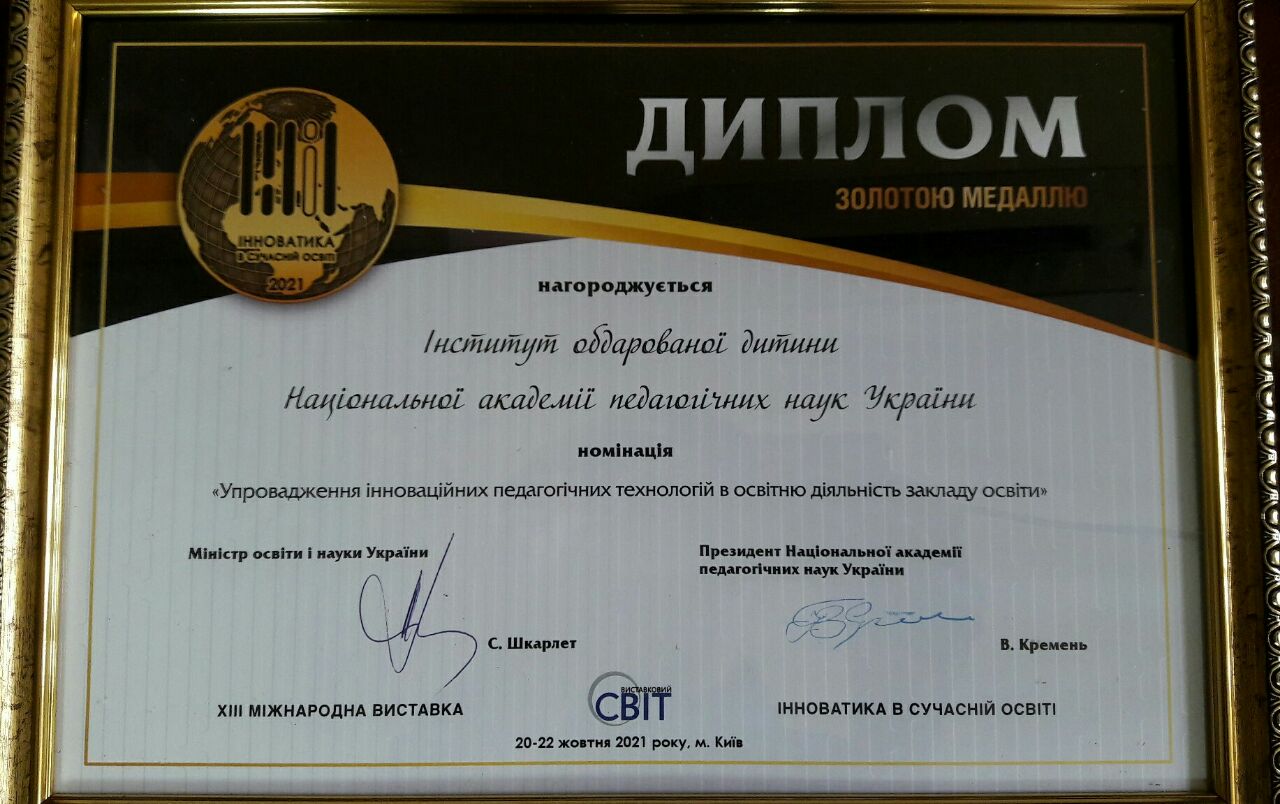 ДИПЛОМ
ЗОЛОТОЮ МЕДАЛЛЮ
ІННОВАТИКА
В СУЧАСНІЙ ОСВІТІ
2021
нагороджується
Інститут обдарованої дитини
Національної академії педагогічних наук України
номінація
«Упровадження інноваційних педагогічних технологій в освітню діяльність закладу освіти»
Міністр освіти і науки України
С. Шкарлет
Президент Національної академії
педагогічних наук України
В. Кремень
XIII МІЖНАРОДНА ВИСТАВКА
ВИСТАВКОВИЙ
СВІТ
ІННОВАТИКА В СУЧАСНІЙ ОСВІТІ
20-22 жовтня 2021 року, м. Київ